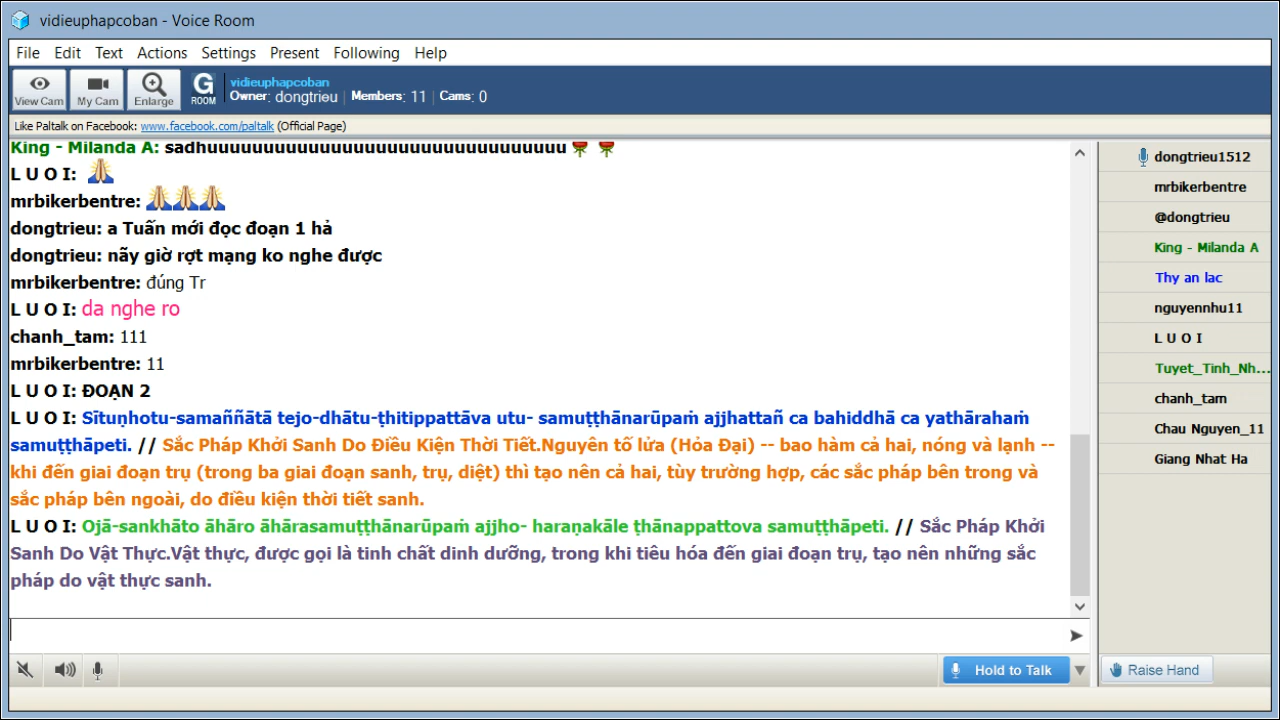 vidieuphapcoban - Voice Room
File Edit Text Actions Settings Present Following Help
View Cam My Cam Enlarge G ROOM
vidieuphapcoban
Owner: dongtrieu | Members: 11 | Cams: 0
Like Paltalk on Facebook: www.facebook.com/paltalk (Official Page)
King - Milanda A: sadhuuuuuuuuuuuuuuuuuuuuuuuuuuuuuuuu
L U O I:
mrbikerbentre:
dongtrieu: a Tuấn mới đọc đoạn 1 hả
dongtrieu: nãy giờ rợt mạng ko nghe được
mrbikerbentre: đúng Tr
L U O I: da nghe ro
chanh_tam: 111
mrbikerbentre: 11
L U O I: ĐOẠN 2
L U O I: Sītuṇhotu-samaññātā tejo-dhātu-ṭhitippattāva utu- samuṭṭhānarūpaṁ ajjhattañ ca bahiddhā ca yathārahaṁ
samuṭṭhāpeti. // Sắc Pháp Khởi Sanh Do Điều Kiện Thời Tiết.Nguyên tố lửa (Hỏa Đại) -- bao hàm cả hai, nóng và lạnh --
khi đến giai đoạn trụ (trong ba giai đoạn sanh, trụ, diệt) thì tạo nên cả hai, tùy trường hợp, các sắc pháp bên trong và
sắc pháp bên ngoài, do điều kiện thời tiết sanh.
L U O I: Ojā-sankhāto āhāro āhārasamuṭṭhānarūpaṁ ajjho- haraṇakāle ṭhānappattova samuṭṭhāpeti. // Sắc Pháp Khởi
Sanh Do Vật Thực.Vật thực, được gọi là tinh chất dinh dưỡng, trong khi tiêu hóa đến giai đoạn trụ, tạo nên những sắc
pháp do vật thực sanh.
Hold to Talk
dongtrieu1512
mrbikerbentre
@dongtrieu
King - Milanda A
Thy an lac
nguyennhu11
L U O I
Tuyet_Tinh_Nh...
chanh_tam
Chau Nguyen_11
Giang Nhat Ha
Raise Hand